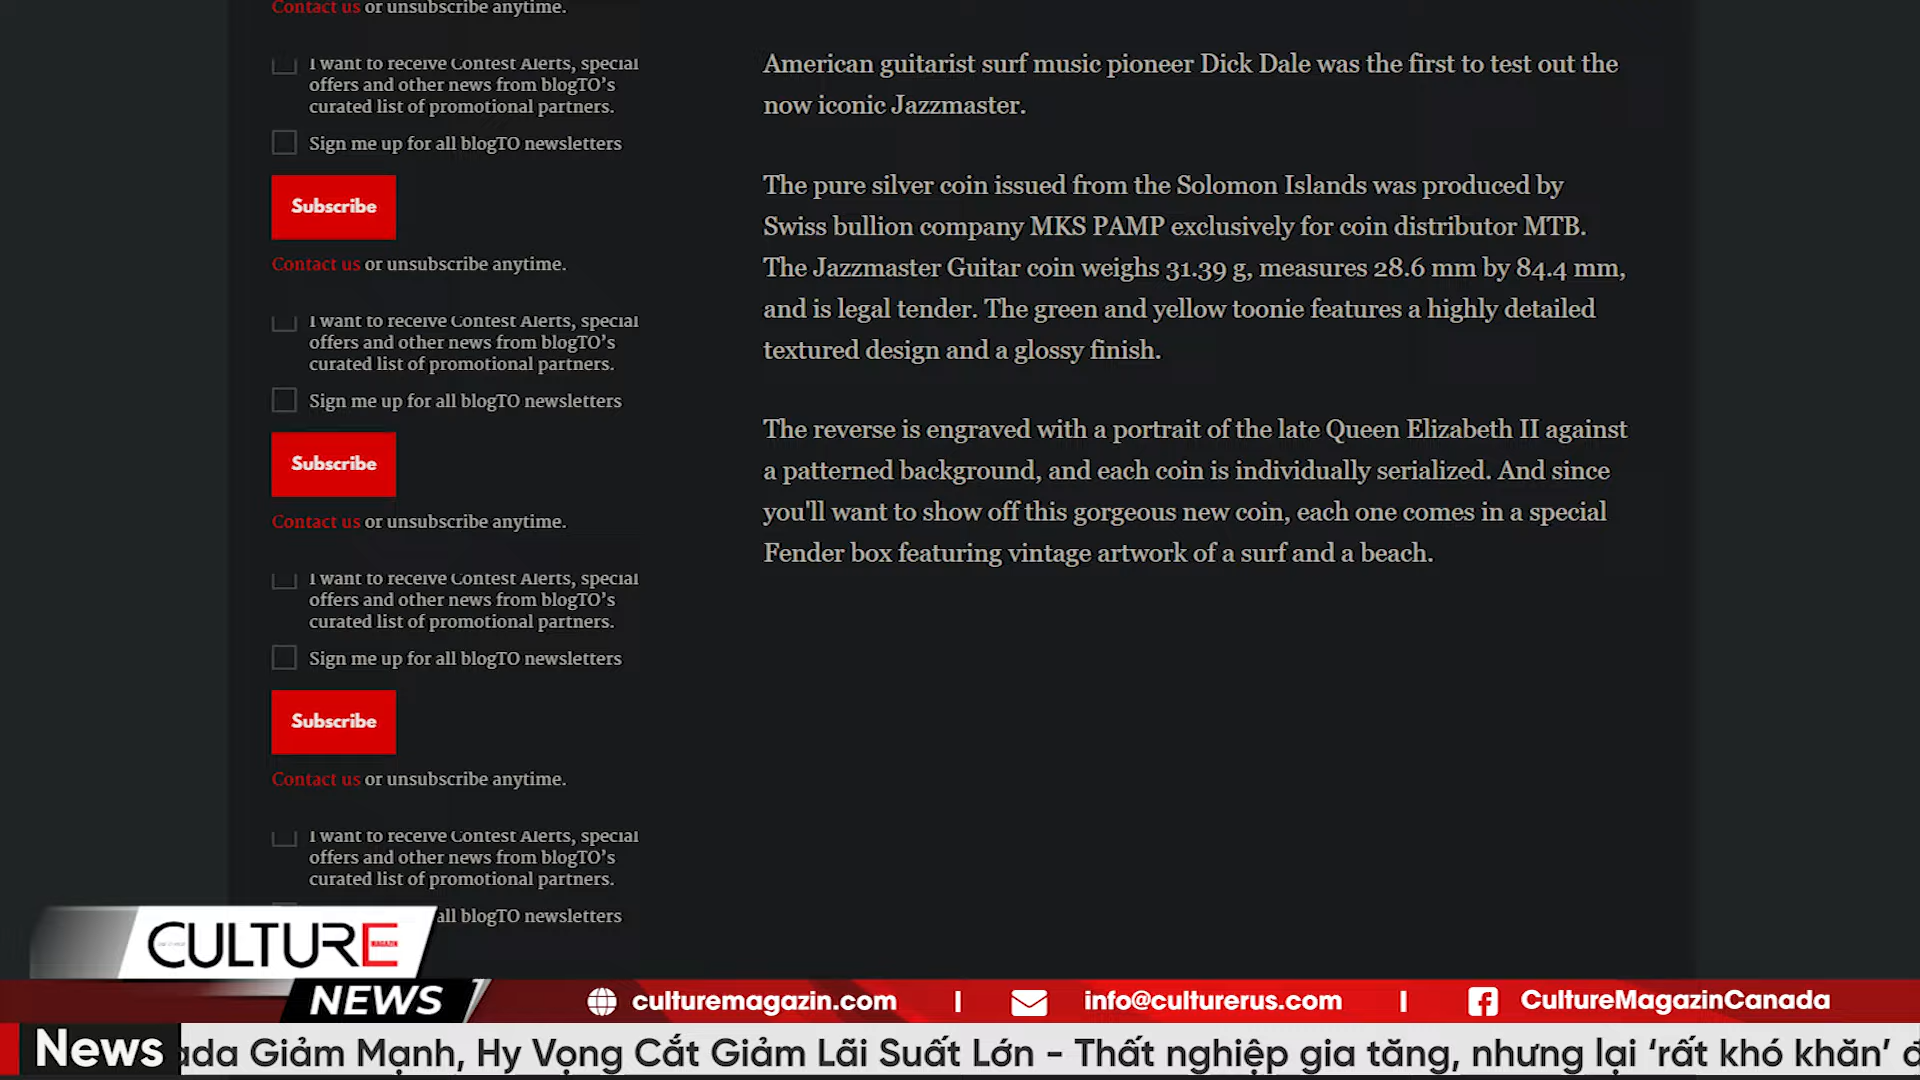 Contact us or unsubscribe anytime.
I want to receive Contest Alerts, special
offers and other news from blogTO’s
curated list of promotional partners.
Sign me up for all blogTO newsletters
Subscribe
Contact us or unsubscribe anytime.
I want to receive Contest Alerts, special
offers and other news from blogTO’s
curated list of promotional partners.
Sign me up for all blogTO newsletters
Subscribe
Contact us or unsubscribe anytime.
I want to receive Contest Alerts, special
offers and other news from blogTO’s
curated list of promotional partners.
Sign me up for all blogTO newsletters
Subscribe
Contact us or unsubscribe anytime.
I want to receive Contest Alerts, special
offers and other news from blogTO’s
curated list of promotional partners.
all blogTO newsletters
American guitarist surf music pioneer Dick Dale was the first to test out the
now iconic Jazzmaster.
The pure silver coin issued from the Solomon Islands was produced by
Swiss bullion company MKS PAMP exclusively for coin distributor MTB.
The Jazzmaster Guitar coin weighs 31.39 g, measures 28.6 mm by 84.4 mm,
and is legal tender. The green and yellow toonie features a highly detailed
textured design and a glossy finish.
The reverse is engraved with a portrait of the late Queen Elizabeth II against
a patterned background, and each coin is individually serialized. And since
you'll want to show off this gorgeous new coin, each one comes in a special
Fender box featuring vintage artwork of a surf and a beach.
CULTURE MAGAZIN
NEWS
culturemagazin.com | info@culturerus.com | CultureMagazinCanada
News ada Giảm Mạnh, Hy Vọng Cắt Giảm Lãi Suất Lớn - Thất nghiệp gia tăng, nhưng lại ‘rất khó khăn’ đ